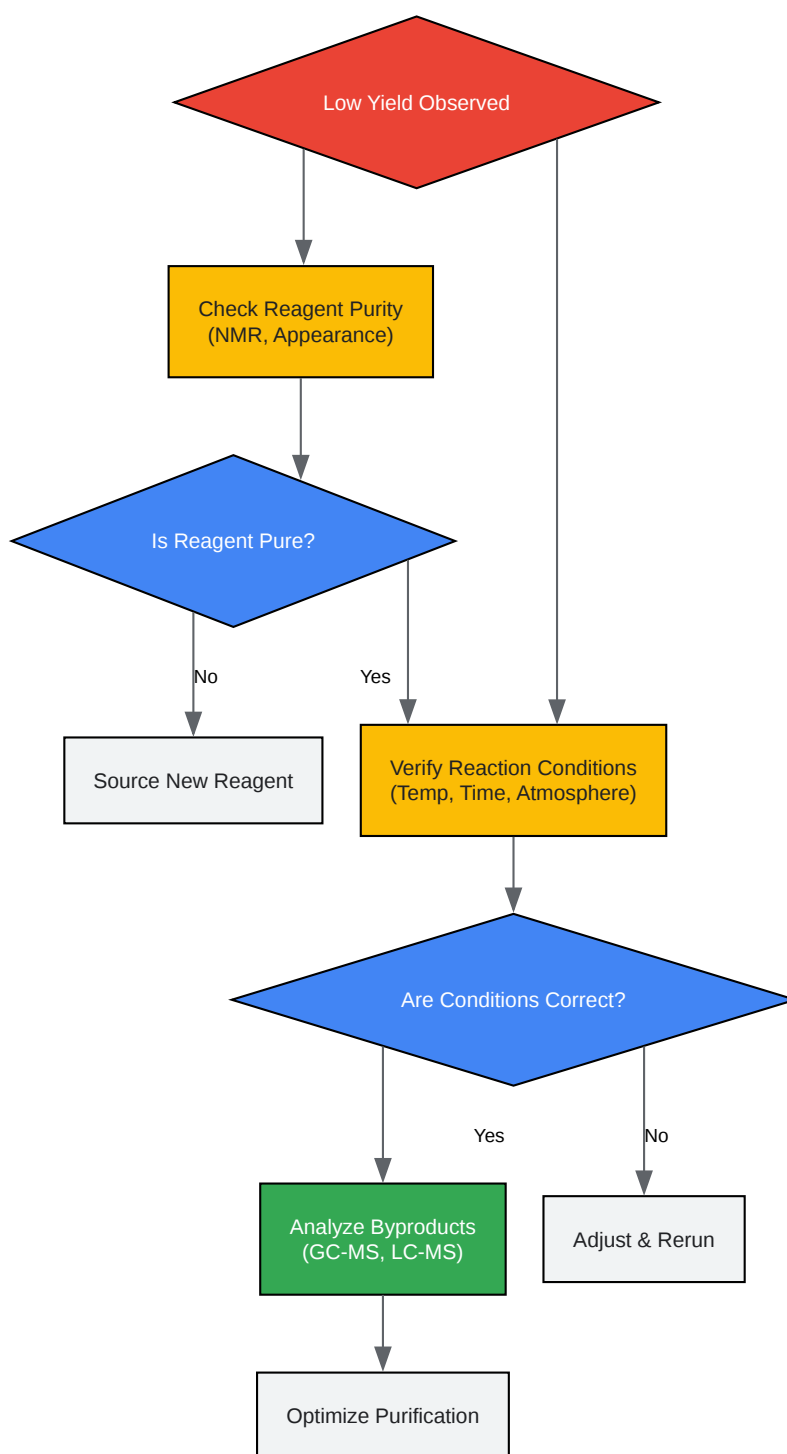 Low Yield Observed
Check Reagent Purity
(NMR, Appearance)
Is Reagent Pure?
No
Yes
Source New Reagent
Verify Reaction Conditions
(Temp, Time, Atmosphere)
Are Conditions Correct?
Yes
No
Analyze Byproducts
(GC-MS, LC-MS)
Adjust & Rerun
Optimize Purification